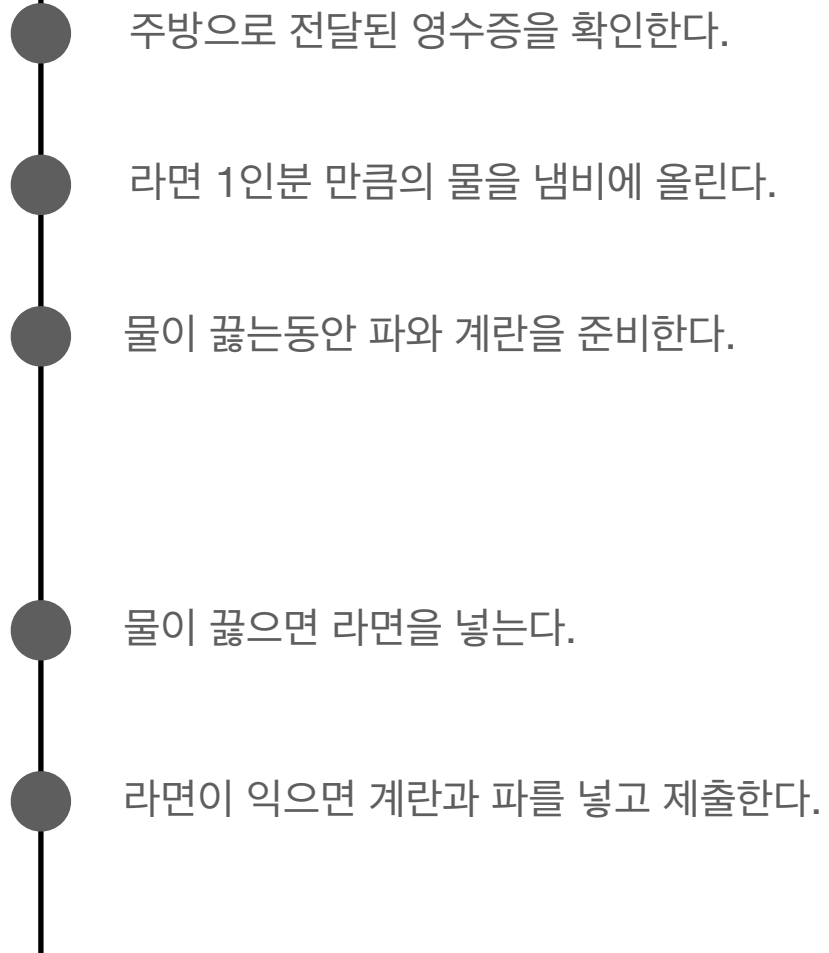 주방으로 전달된 영수증을 확인한다.
라면 1인분 만큼의 물을 냄비에 올린다.
물이 끓는동안 파와 계란을 준비한다.
물이 끓으면 라면을 넣는다.
라면이 익으면 계란과 파를 넣고 제출한다.